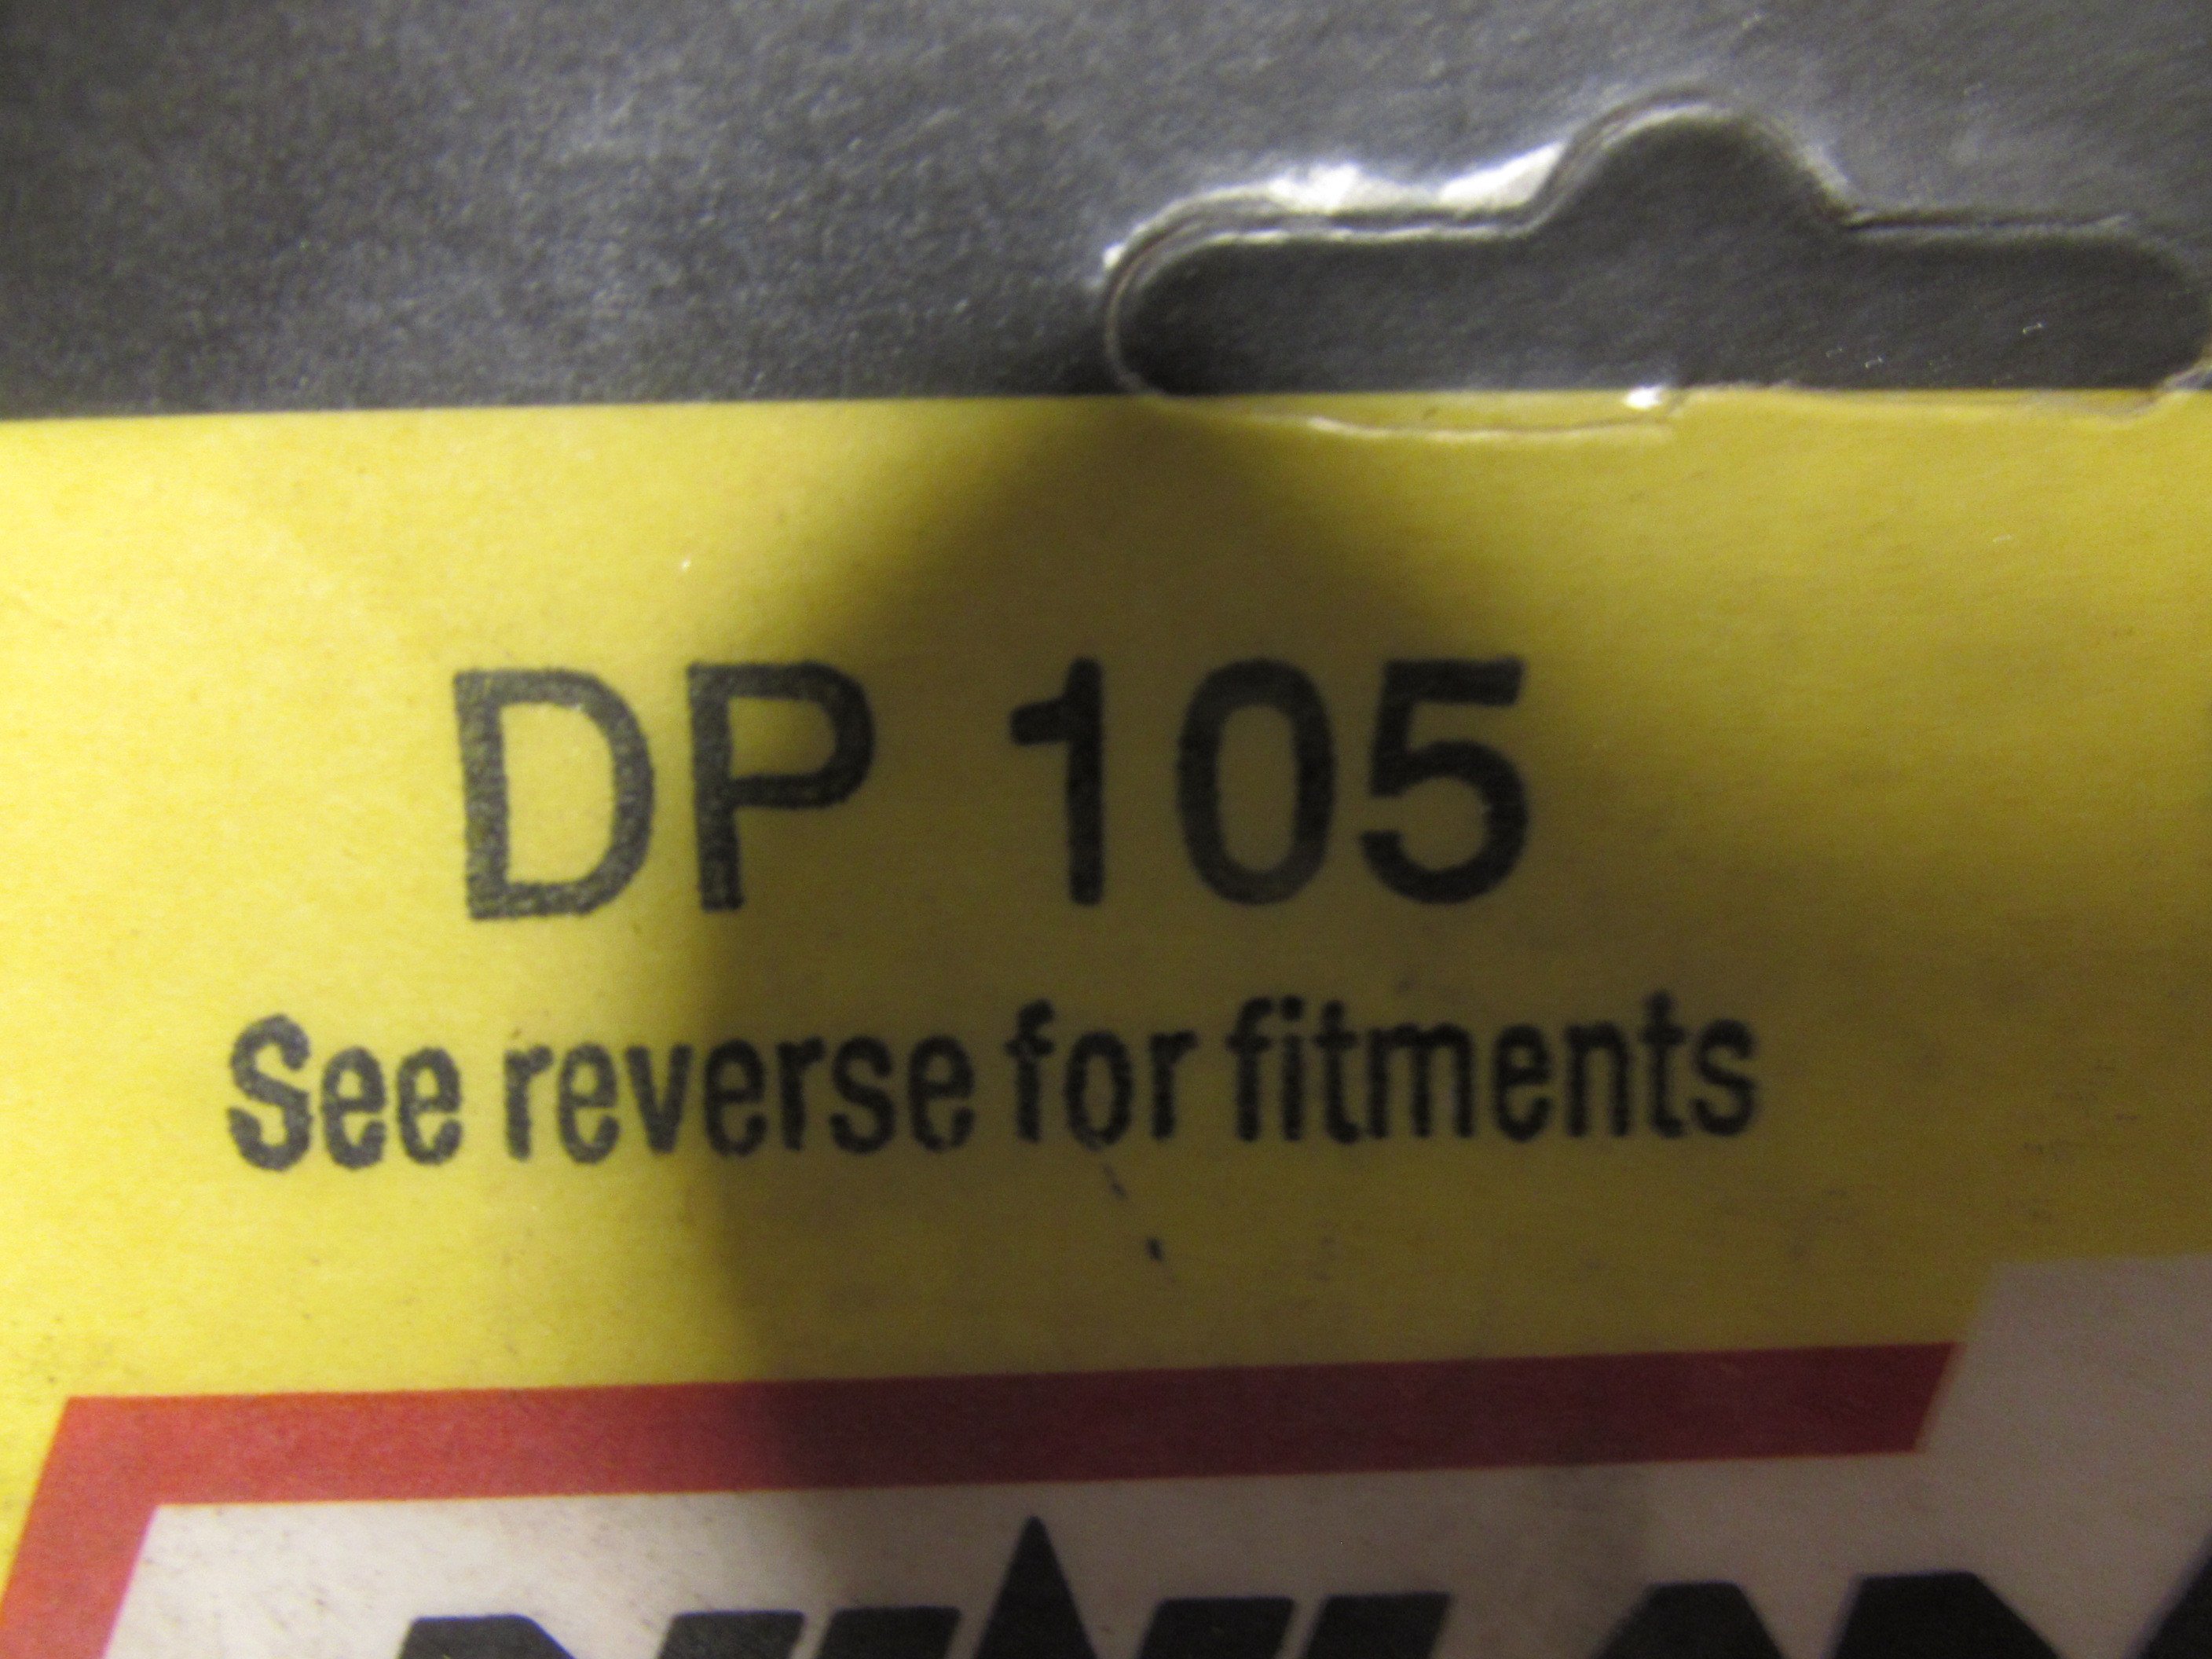 DP 105
See reverse for fitments